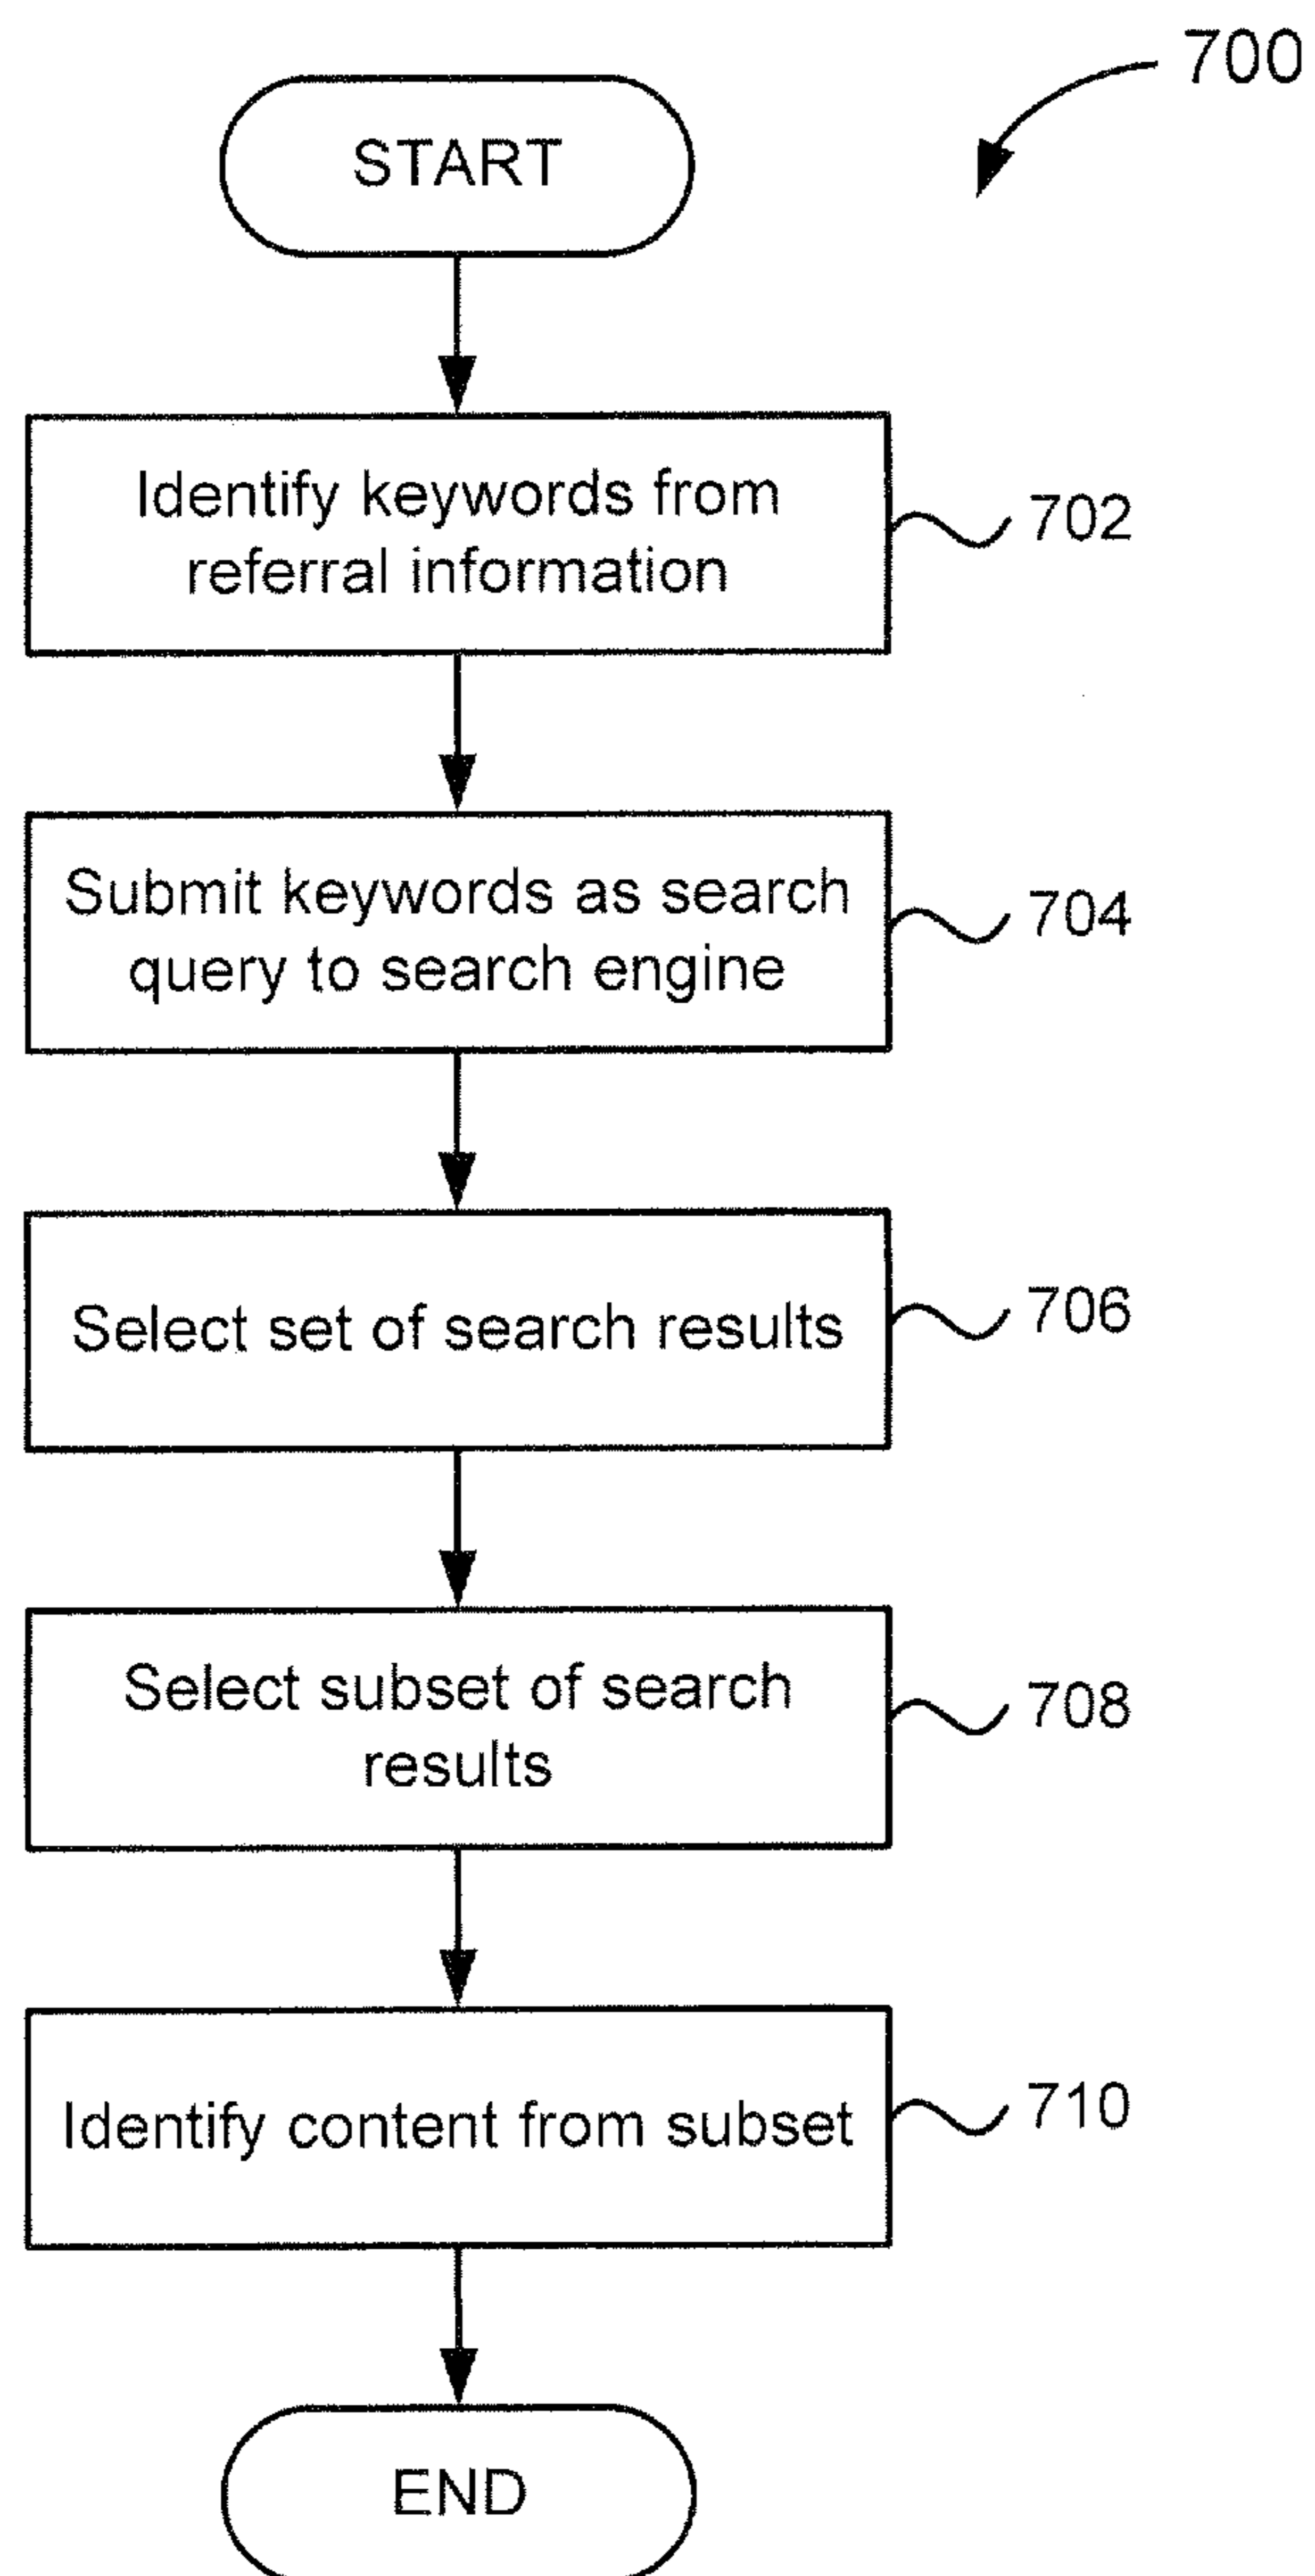 700
START
Identify keywords from
referral information
702
Submit keywords as search
query to search engine
704
Select set of search results
706
Select subset of search
results
708
Identify content from subset
710
END